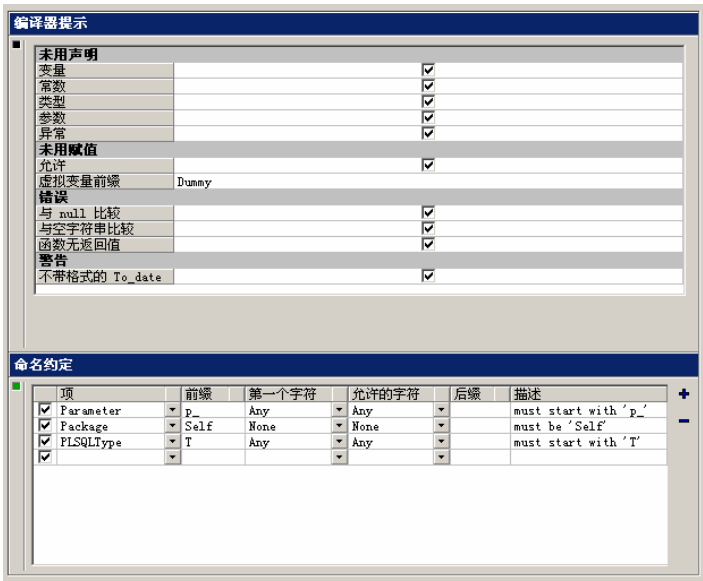 编译器提示
未用声明
变量
常数
类型
参数
异常
未用赋值
允许
虚拟变量前缀 Dummy
错误
与 null 比较
与空字符串比较
函数无返回值
警告
不带格式的 To_date
命名约定
项 前缀 第一个字符 允许的字符 后缀 描述
Parameter p_ Any Any must start with 'p_'
Package Self None None must be 'Self'
PLSQLType T Any Any must start with 'T'